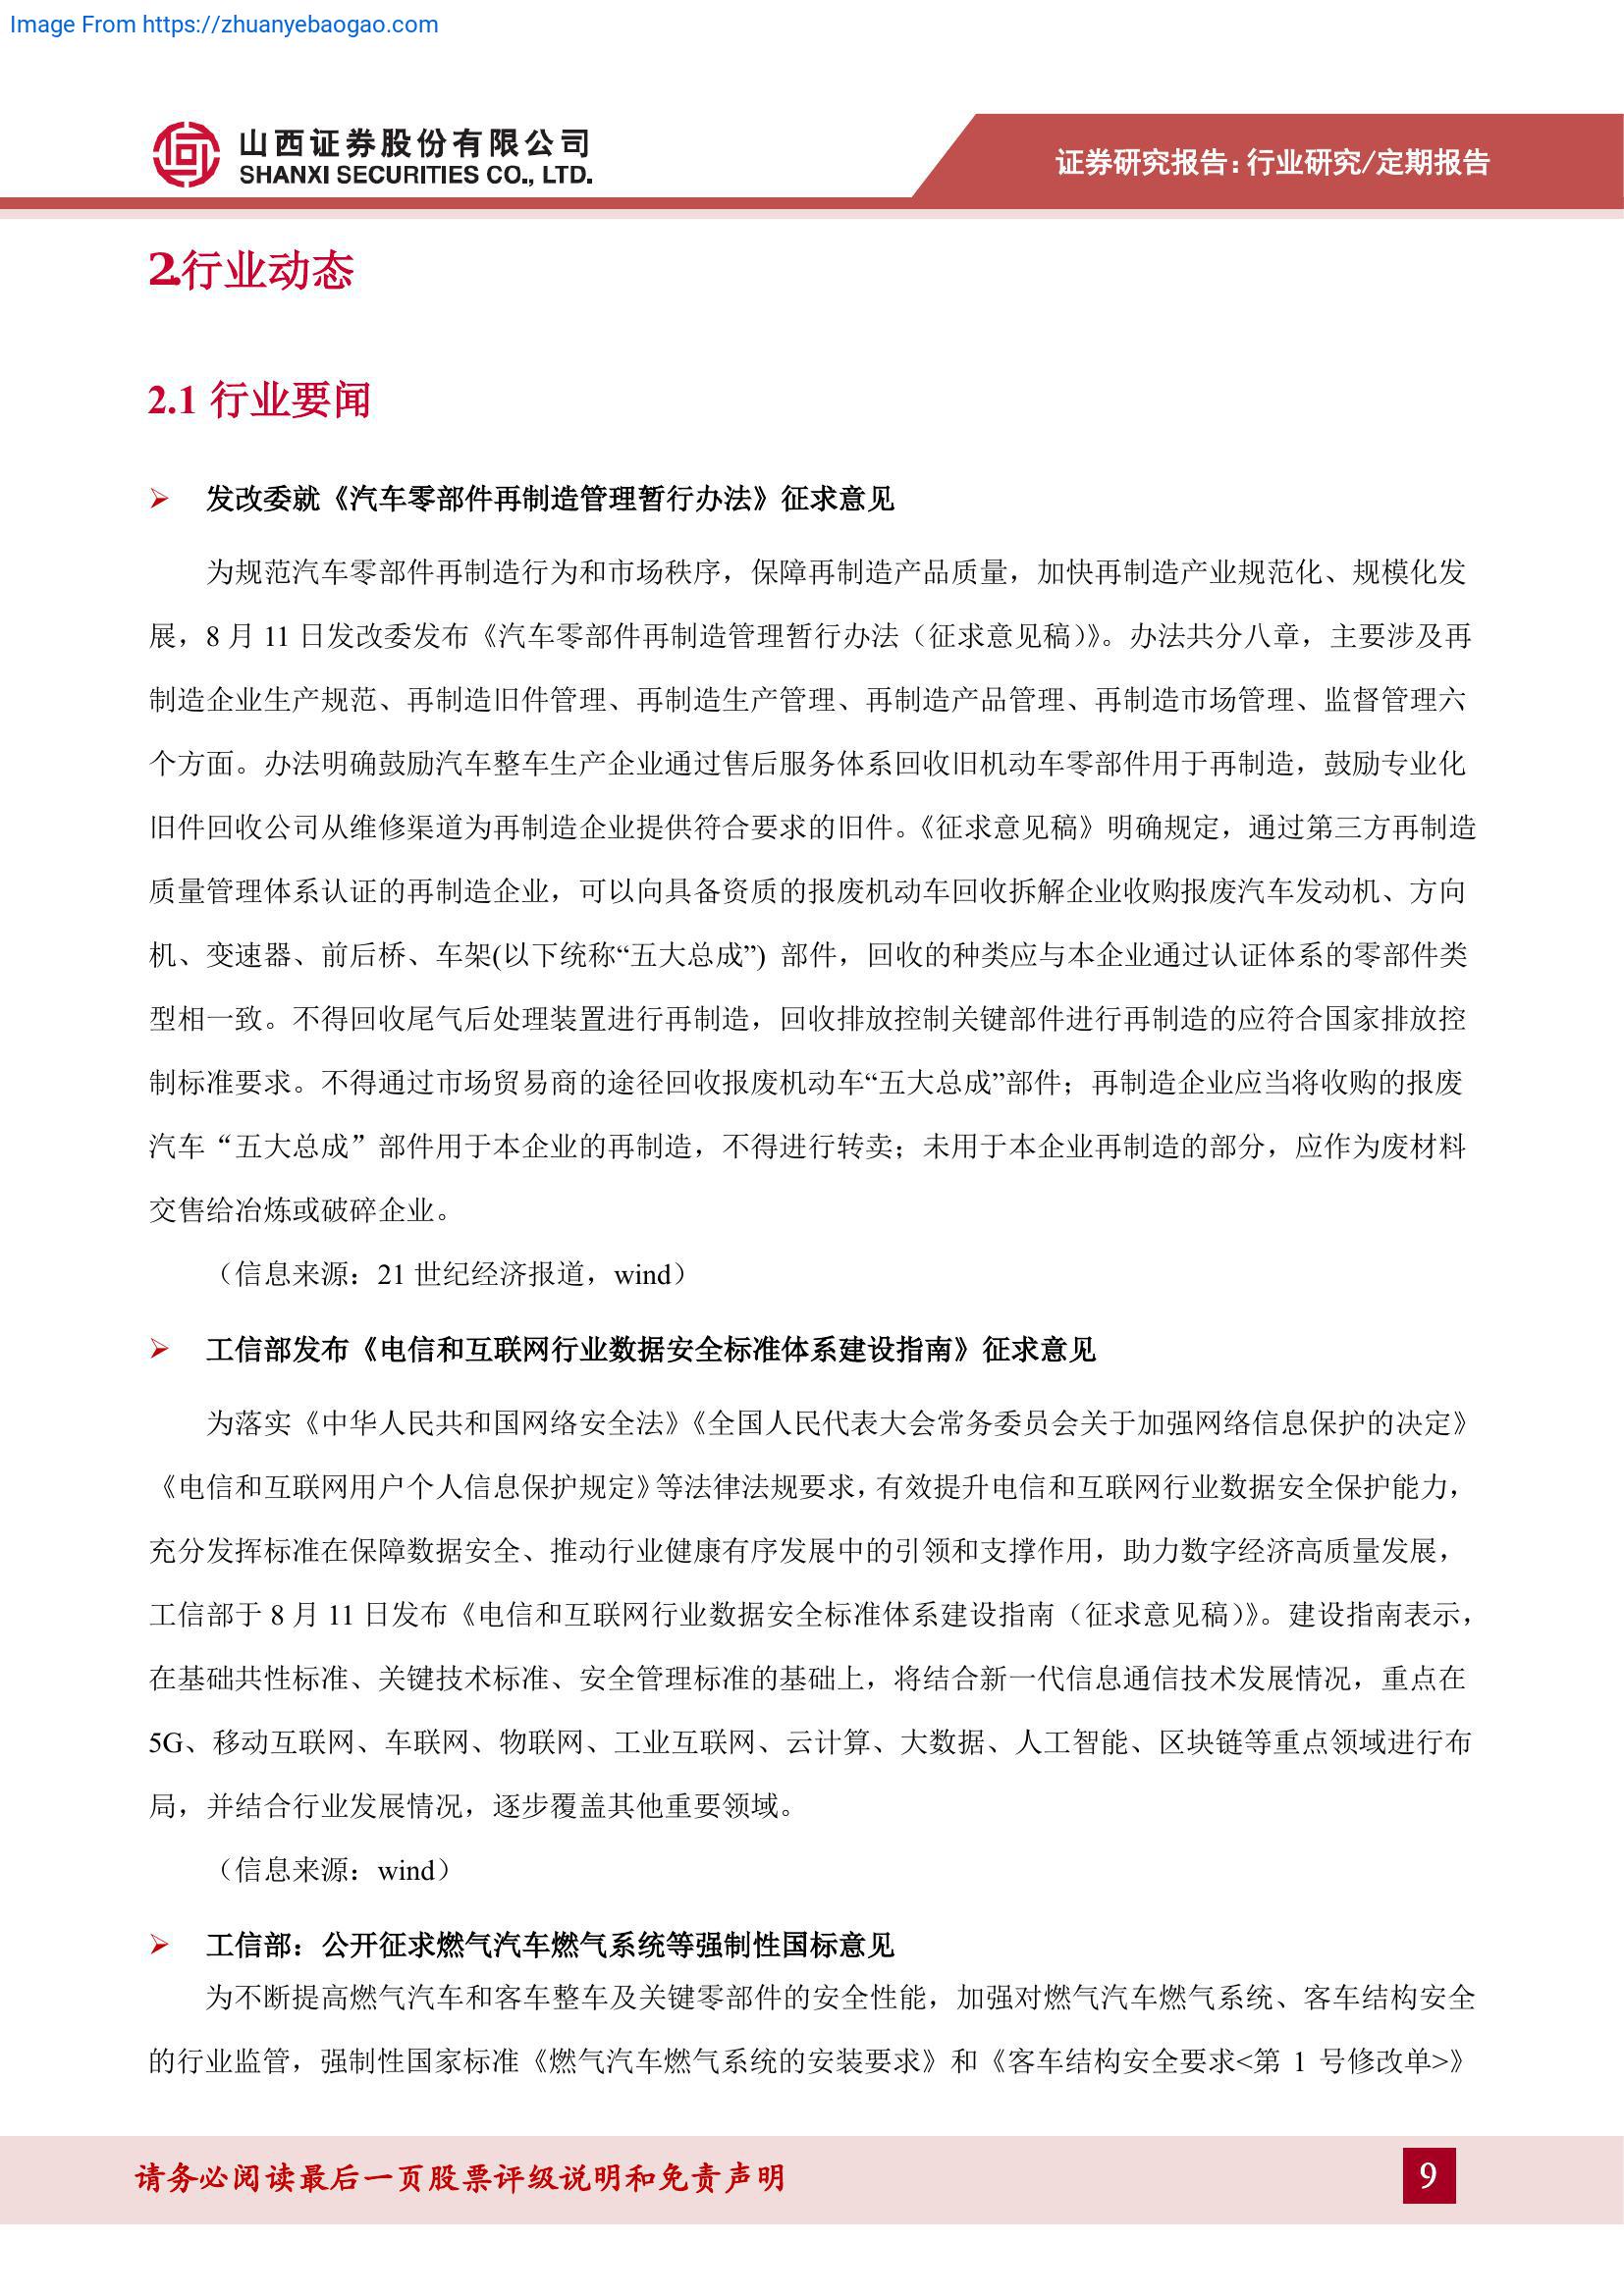 Image From https://zhuanyebaogao.com
山西证券股份有限公司
SHANXI SECURITIES CO., LTD.
证券研究报告：行业研究/定期报告
2.行业动态
2.1 行业要闻
➢ 发改委就《汽车零部件再制造管理暂行办法》征求意见
为规范汽车零部件再制造行为和市场秩序，保障再制造产品质量，加快再制造产业规范化、规模化发
展，8 月 11 日发改委发布《汽车零部件再制造管理暂行办法（征求意见稿）》。办法共分八章，主要涉及再
制造企业生产规范、再制造旧件管理、再制造生产管理、再制造产品管理、再制造市场管理、监督管理六
个方面。办法明确鼓励汽车整车生产企业通过售后服务体系回收旧机动车零部件用于再制造，鼓励专业化
旧件回收公司从维修渠道为再制造企业提供符合要求的旧件。《征求意见稿》明确规定，通过第三方再制造
质量管理体系认证的再制造企业，可以向具备资质的报废机动车回收拆解企业收购报废汽车发动机、方向
机、变速器、前后桥、车架(以下统称“五大总成”) 部件，回收的种类应与本企业通过认证体系的零部件类
型相一致。不得回收尾气后处理装置进行再制造，回收排放控制关键部件进行再制造的应符合国家排放控
制标准要求。不得通过市场贸易商的途径回收报废机动车“五大总成”部件；再制造企业应当将收购的报废
汽车“五大总成”部件用于本企业的再制造，不得进行转卖；未用于本企业再制造的部分，应作为废材料
交售给冶炼或破碎企业。
（信息来源：21 世纪经济报道，wind）
➢ 工信部发布《电信和互联网行业数据安全标准体系建设指南》征求意见
为落实《中华人民共和国网络安全法》《全国人民代表大会常务委员会关于加强网络信息保护的决定》
《电信和互联网用户个人信息保护规定》等法律法规要求，有效提升电信和互联网行业数据安全保护能力，
充分发挥标准在保障数据安全、推动行业健康有序发展中的引领和支撑作用，助力数字经济高质量发展，
工信部于 8 月 11 日发布《电信和互联网行业数据安全标准体系建设指南（征求意见稿）》。建设指南表示，
在基础共性标准、关键技术标准、安全管理标准的基础上，将结合新一代信息通信技术发展情况，重点在
5G、移动互联网、车联网、物联网、工业互联网、云计算、大数据、人工智能、区块链等重点领域进行布
局，并结合行业发展情况，逐步覆盖其他重要领域。
（信息来源：wind）
➢ 工信部：公开征求燃气汽车燃气系统等强制性国标意见
为不断提高燃气汽车和客车整车及关键零部件的安全性能，加强对燃气汽车燃气系统、客车结构安全
的行业监管，强制性国家标准《燃气汽车燃气系统的安装要求》和《客车结构安全要求<第 1 号修改单>》
请务必阅读最后一页股票评级说明和免责声明
9